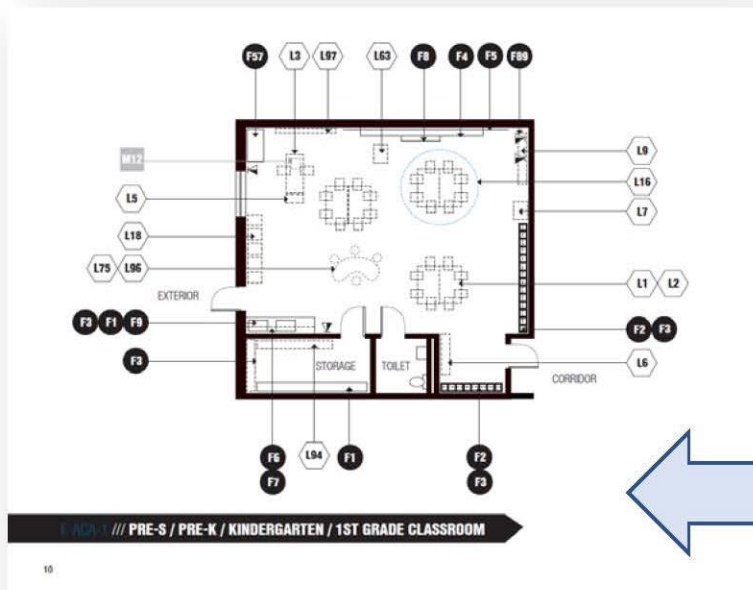 F57 L3 L97 L63 F8 F4 F5 F89
M12
L9
L16
L5
L7
L18
L75 L96
L1 L2
EXTERIOR
F3 F1 F9
F2 F3
F3
STORAGE
TOILET
L6
CORRIDOR
F6 L94 F1 F2
F7 F3
E-ACA-1 /// PRE-S / PRE-K / KINDERGARTEN / 1ST GRADE CLASSROOM
10